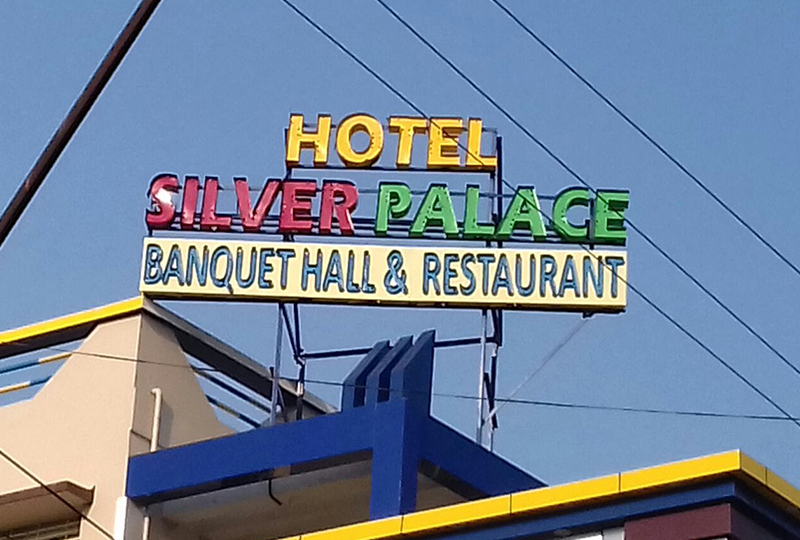 HOTEL
SILVER PALACE
BANQUET HALL & RESTAURANT